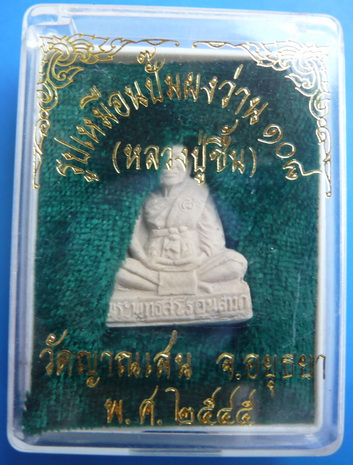 รูปเหมือนปั้มผงว่าน ๑๐๘
(หลวงปู่ชื้น)
วัดญาณเสน จ.อยุธยา
พ.ศ.๒๕๔๕